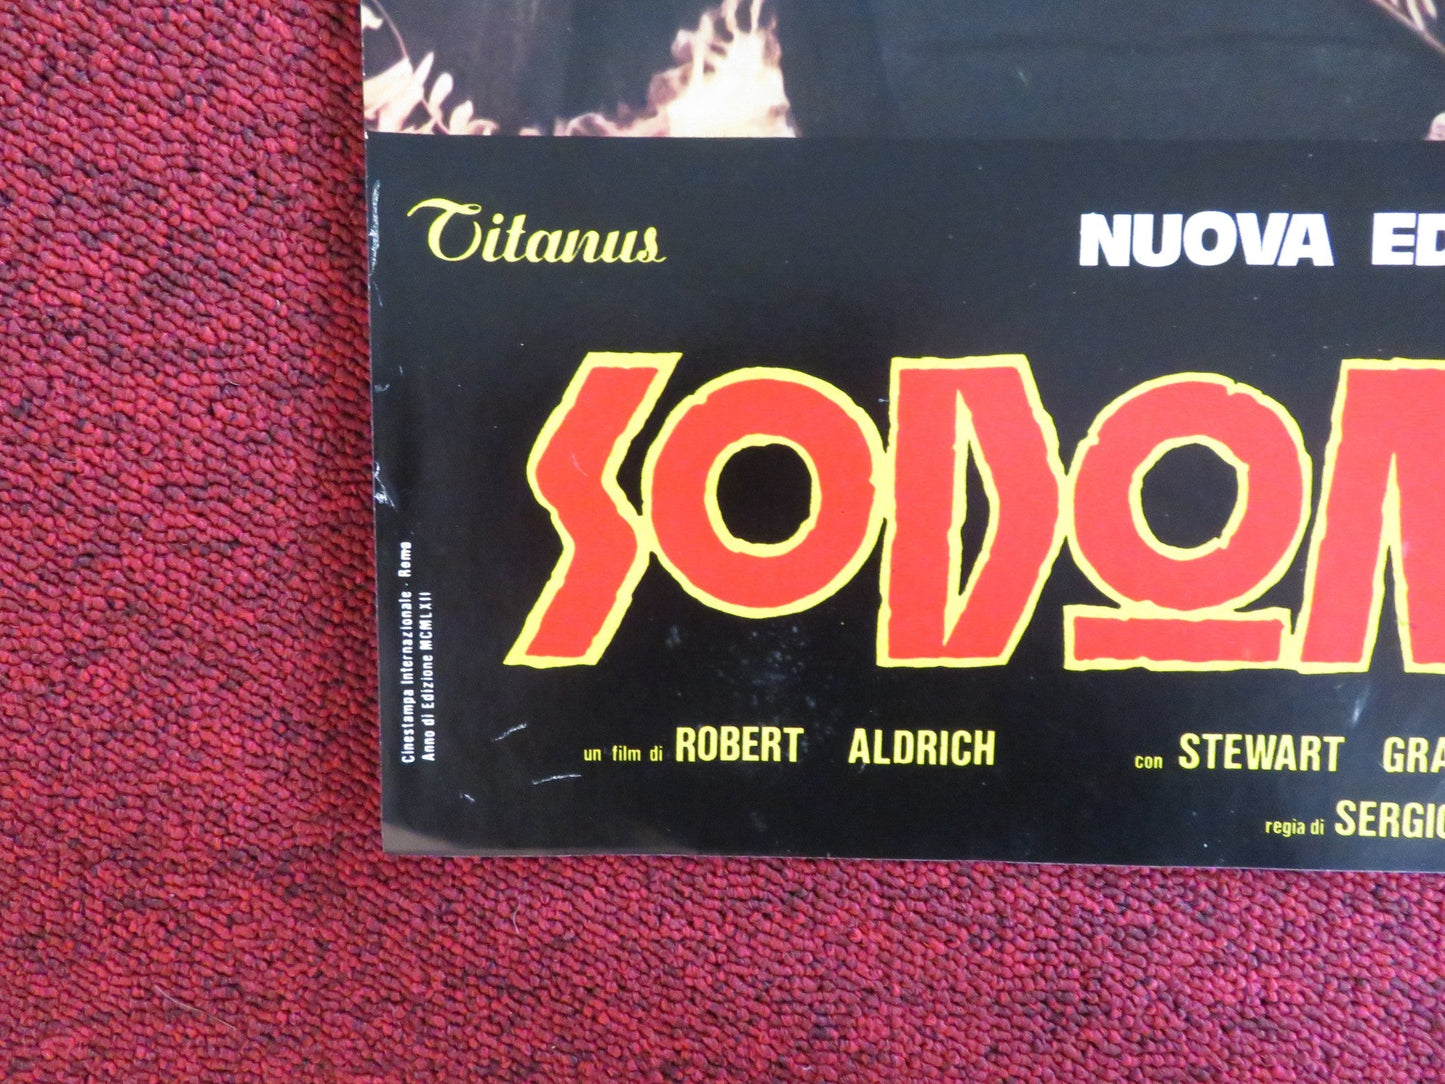 Titanus
NUOVA ED
SODOM
un film di ROBERT ALDRICH con STEWART GRA
regia di SERGIO
Cinestampa Internazionale - Roma
Anno di Edizione MCMLXII